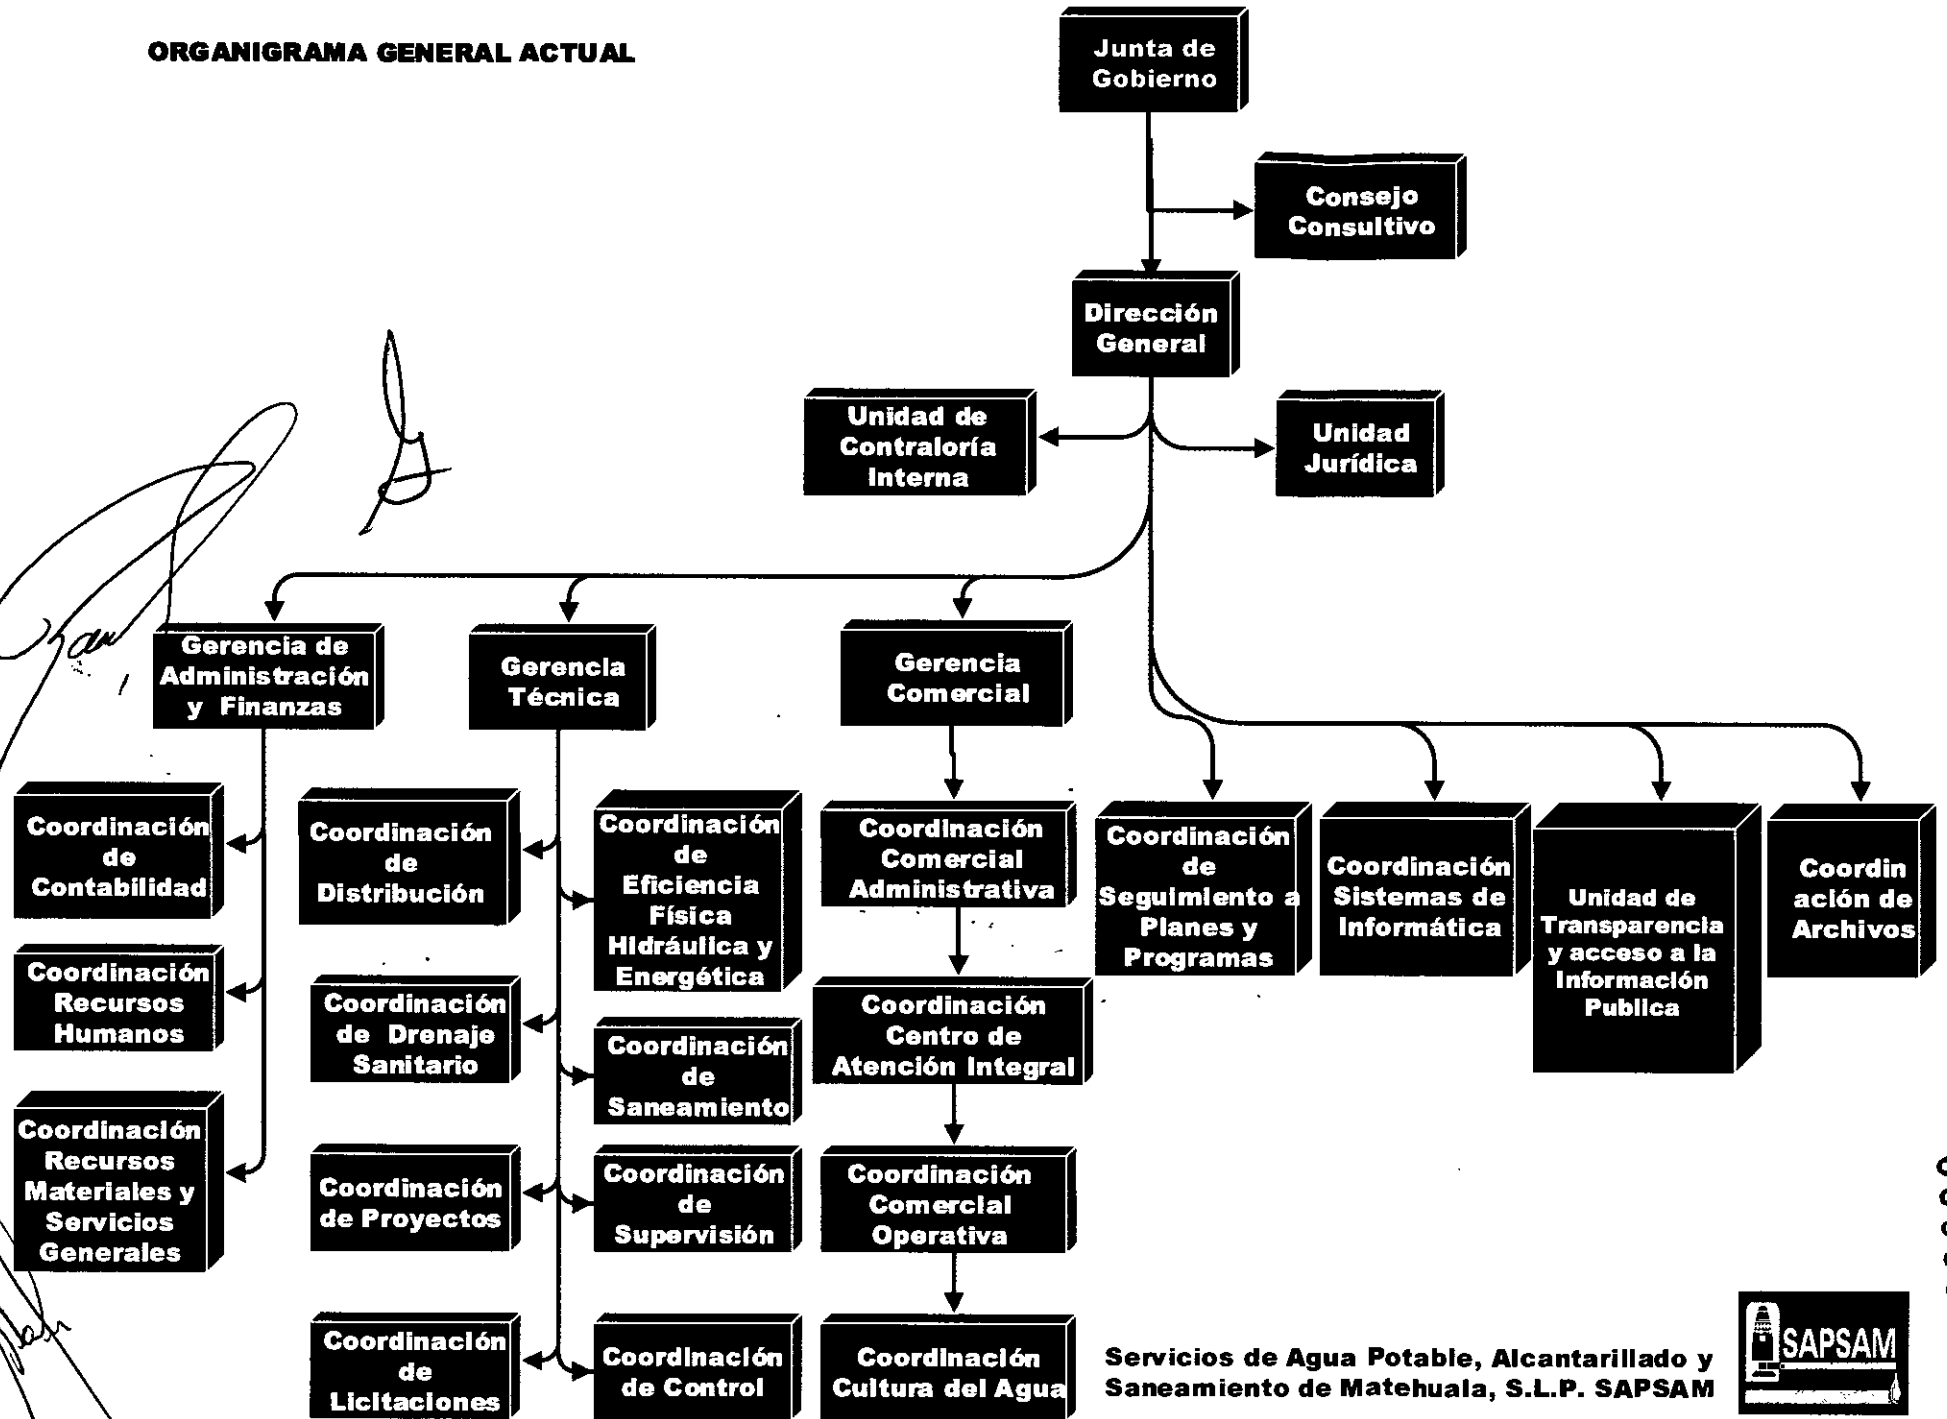 ORGANIGRAMA GENERAL ACTUAL
Junta de
Gobierno
Consejo
Consultivo
Dirección
General
Unidad de
Contraloría
Interna
Unidad
Jurídica
Gerencia de
Administración
y Finanzas
Gerencia
Técnica
Gerencia
Comercial
Coordinación
de
Contabilidad
Coordinación
Recursos
Humanos
Coordinación
Recursos
Materiales y
Servicios
Generales
Coordinación
de
Distribución
Coordinación
de Drenaje
Sanitario
Coordinación
de Proyectos
Coordinación
de
Licitaciones
Coordinación
de
Eficiencia
Física
Hidráulica y
Energética
Coordinación
de
Saneamiento
Coordinación
de
Supervisión
Coordinación
de Control
Coordinación
Comercial
Administrativa
Coordinación
Centro de
Atención Integral
Coordinación
Comercial
Operativa
Coordinación
Cultura del Agua
Coordinación
de
Seguimiento a
Planes y
Programas
Coordinación
Sistemas de
Informática
Unidad de
Transparencia
y acceso a la
Información
Publica
Coordin
ación de
Archivos
Servicios de Agua Potable, Alcantarillado y
Saneamiento de Matehuala, S.L.P. SAPSAM
SAPSAM